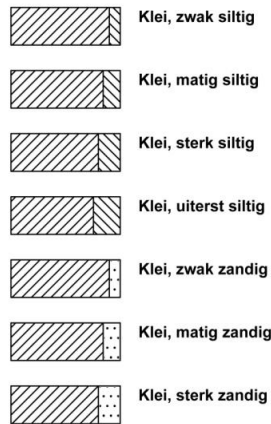 Klei, zwak siltig
Klei, matig siltig
Klei, sterk siltig
Klei, uiterst siltig
Klei, zwak zandig
Klei, matig zandig
Klei, sterk zandig